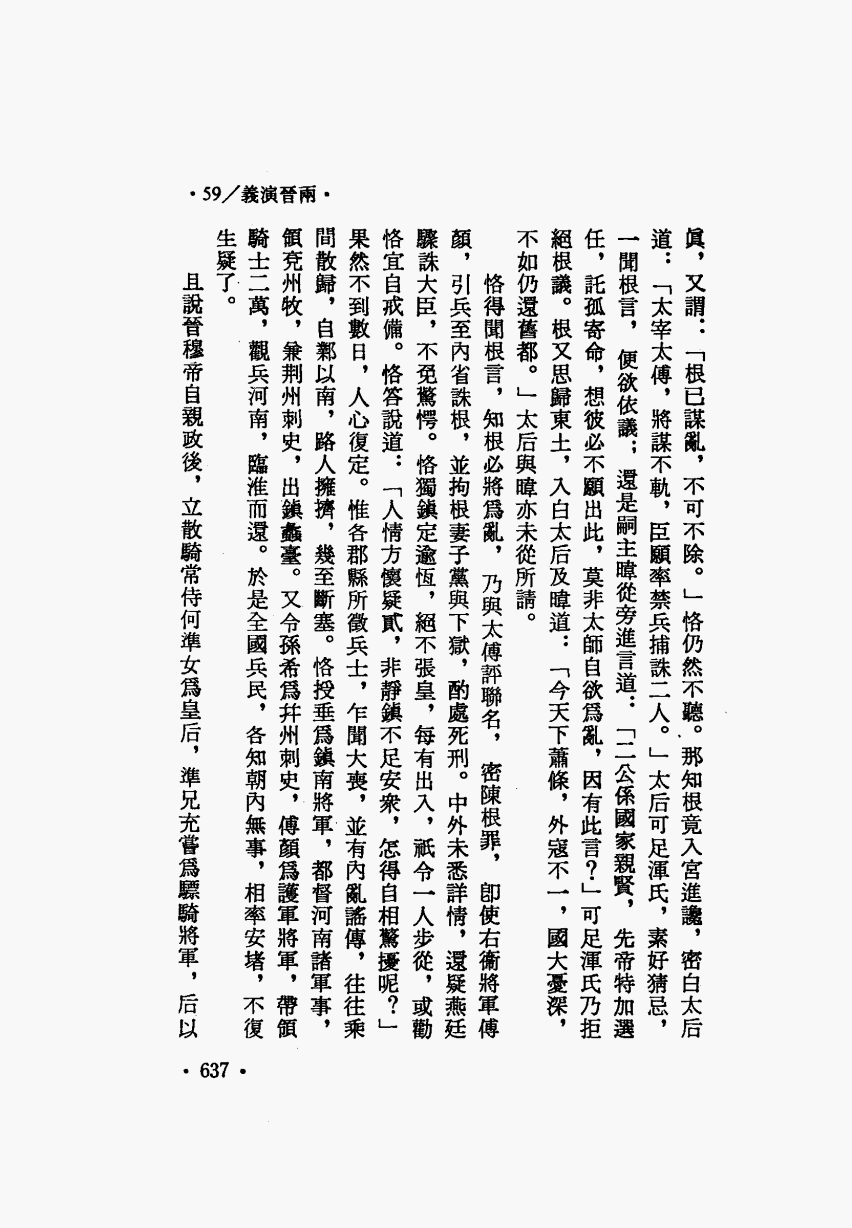 ·59／義演晉兩·
眞，又謂：「根已謀亂，不可不除。」恪仍然不聽。那知根竟入宮進讒，密白太后
道：「太宰太傅，將謀不軌，臣願率禁兵捕誅二人。」太后可足渾氏，素好猜忌，
一聞根言，便欲依議；還是嗣主暐從旁進言道：「二公係國家親賢，先帝特加選
任，託孤寄命，想彼必不願出此，莫非太師自欲爲亂，因有此言？」可足渾氏乃拒
絕根議。根又思歸東土，入白太后及暐道：「今天下蕭條，外寇不一，國大憂深，
不如仍還舊都。」太后與暐亦未從所請。
恪得聞根言，知根必將爲亂，乃與太傅評聯名，密陳根罪，卽使右衞將軍傅
顏，引兵至內省誅根，並拘根妻子黨與下獄，酌處死刑。中外未悉詳情，還疑燕廷
驟誅大臣，不免驚愕。恪獨鎮定逾恆，絕不張皇，每有出入，祇令一人步從，或勸
恪宜自戒備。恪答說道：「人情方懷疑貳，非靜鎮不足安衆，怎得自相驚擾呢？」
果然不到數日，人心復定。惟各郡縣所徵兵士，乍聞大喪，並有內亂謠傳，往往乘
間散歸，自鄴以南，路人擁擠，幾至斷塞。恪授垂爲鎮南將軍，都督河南諸軍事，
領兗州牧，兼荆州刺史，出鎮蠡臺。又令孫希爲幷州刺史，傅顏爲護軍將軍，帶領
騎士二萬，觀兵河南，臨淮而還。於是全國兵民，各知朝內無事，相率安堵，不復
生疑了。
且說晉穆帝自親政後，立散騎常侍何準女爲皇后，準兄充嘗爲驃騎將軍，后以
·637·